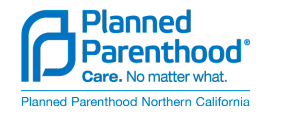 Planned
Parenthood®
Care. No matter what.
Planned Parenthood Northern California